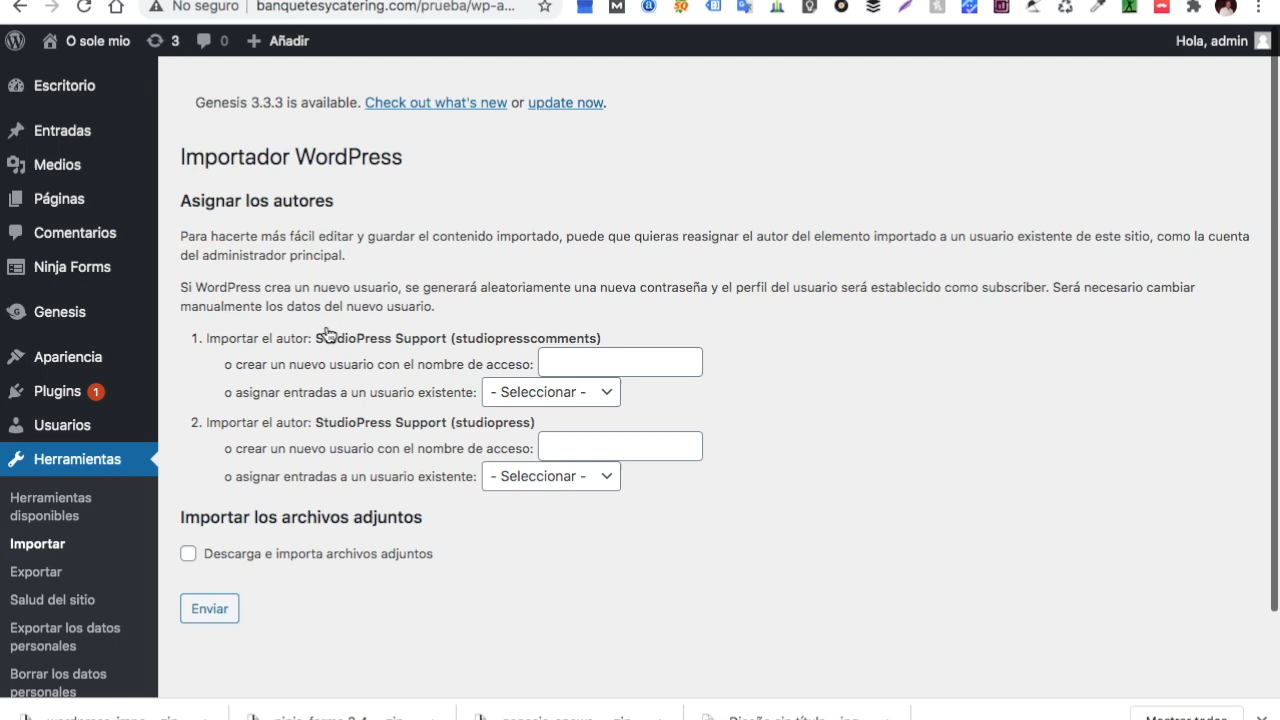 No seguro
banquetesycatering.com/prueba/wp-a...
O sole mio
3
0
Añadir
Hola, admin
Escritorio
Entradas
Medios
Páginas
Comentarios
Ninja Forms
Genesis
Apariencia
Plugins 1
Usuarios
Herramientas
Herramientas
disponibles
Importar
Exportar
Salud del sitio
Exportar los datos
personales
Borrar los datos
personales
Genesis 3.3.3 is available. Check out what's new or update now.
Importador WordPress
Asignar los autores
Para hacerte más fácil editar y guardar el contenido importado, puede que quieras reasignar el autor del elemento importado a un usuario existente de este sitio, como la cuenta
del administrador principal.
Si WordPress crea un nuevo usuario, se generará aleatoriamente una nueva contraseña y el perfil del usuario será establecido como subscriber. Será necesario cambiar
manualmente los datos del nuevo usuario.
1. Importar el autor: StudioPress Support (studiopresscomments)
o crear un nuevo usuario con el nombre de acceso:
o asignar entradas a un usuario existente: - Seleccionar -
2. Importar el autor: StudioPress Support (studiopress)
o crear un nuevo usuario con el nombre de acceso:
o asignar entradas a un usuario existente: - Seleccionar -
Importar los archivos adjuntos
Descarga e importa archivos adjuntos
Enviar
Mostrar todos